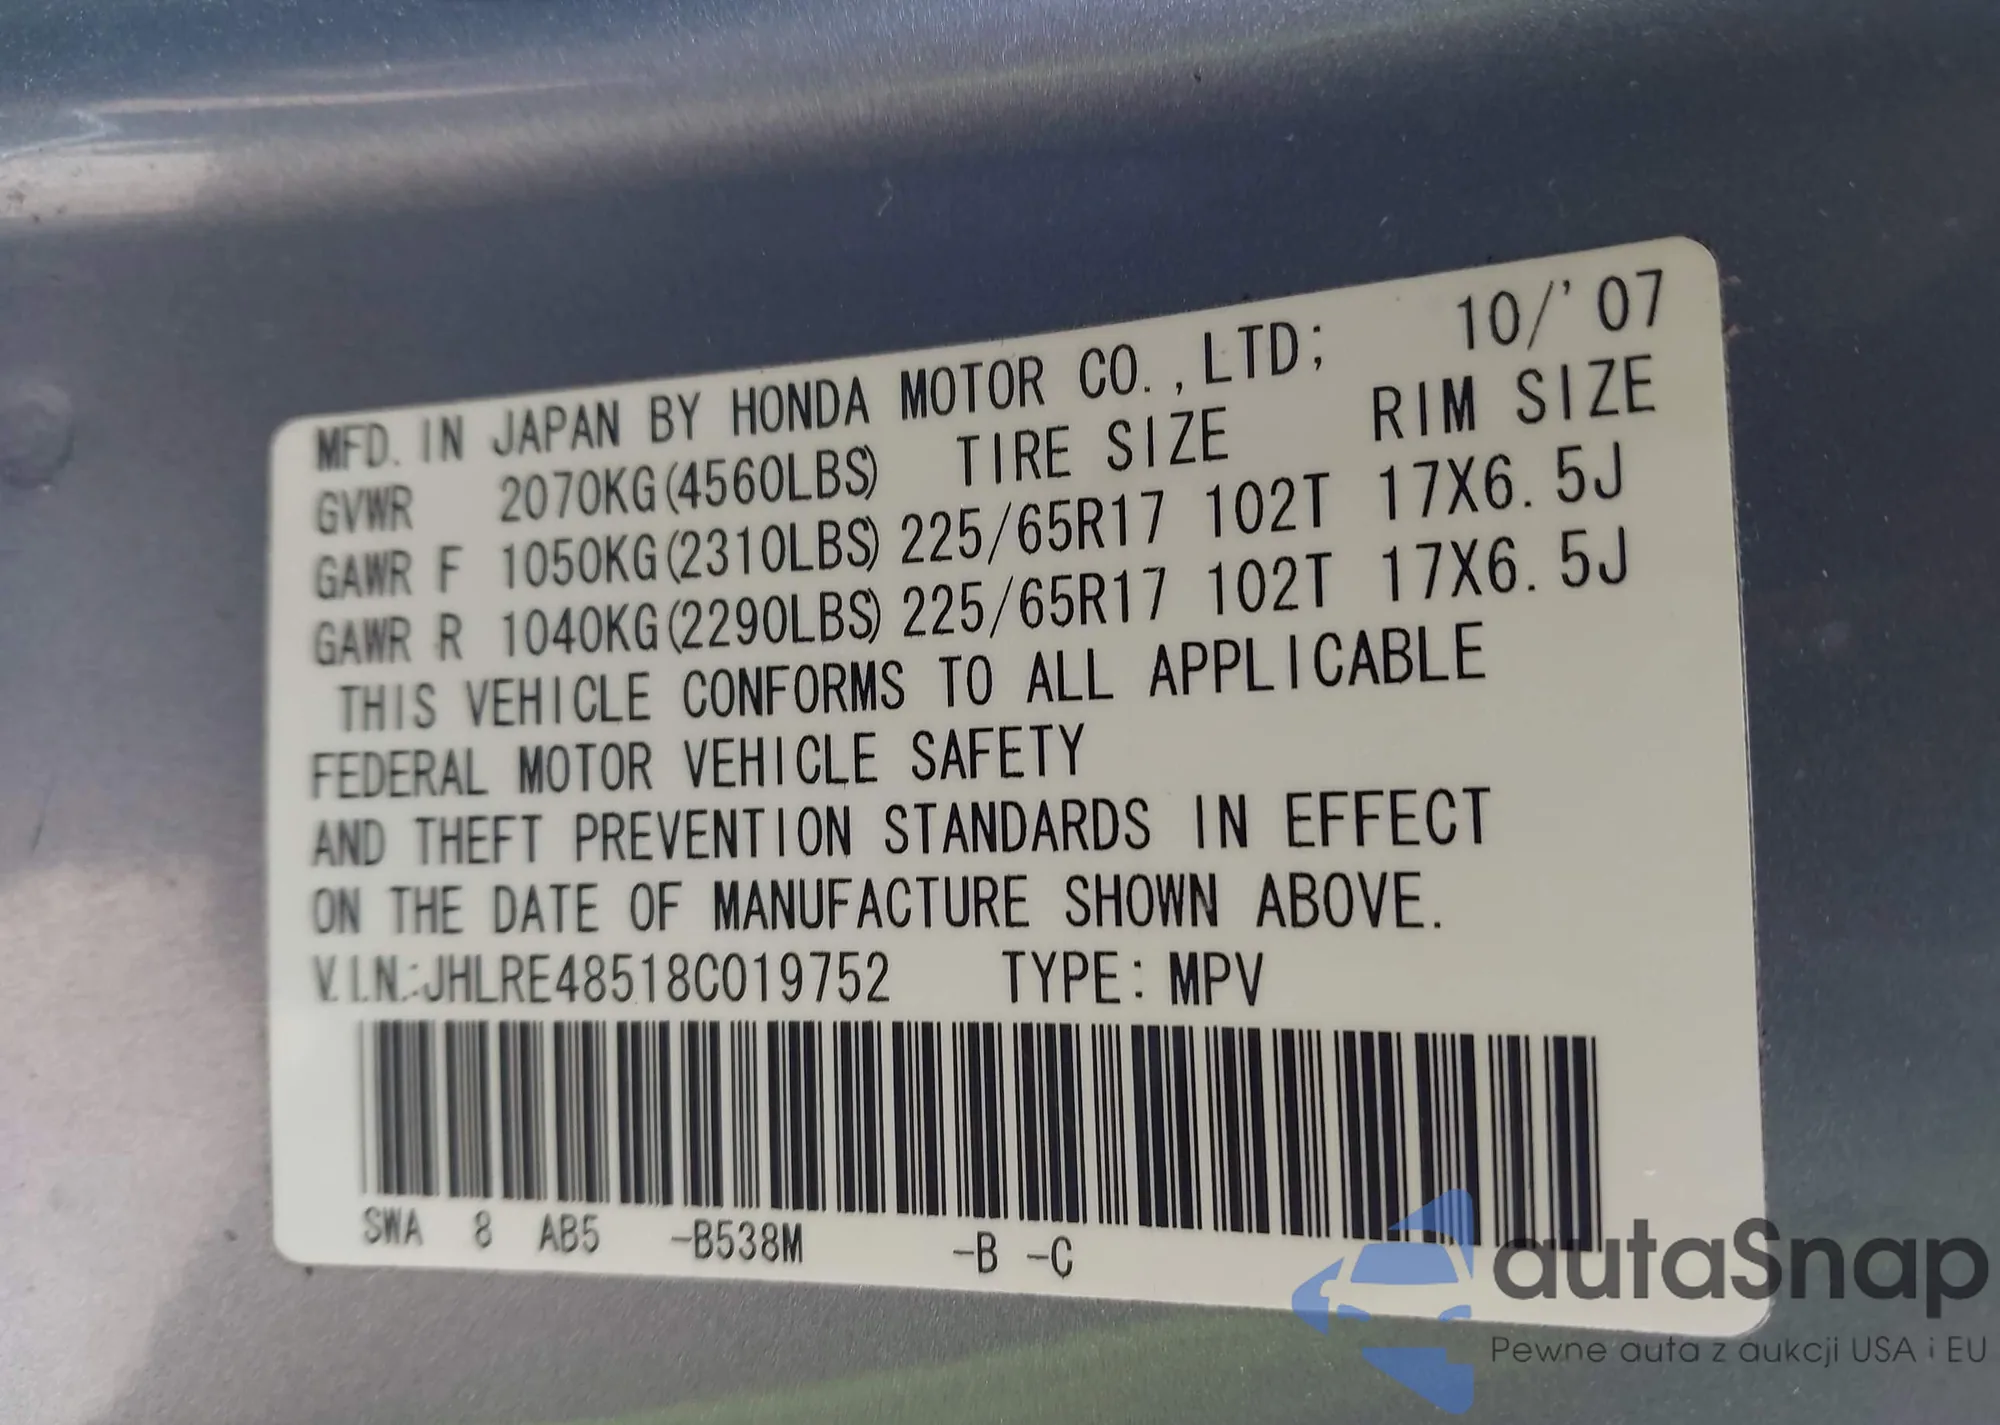 MFD. IN JAPAN BY HONDA MOTOR CO.,LTD; 10/'07
GVWR 2070KG(4560LBS) TIRE SIZE RIM SIZE
GAWR F 1050KG(2310LBS) 225/65R17 102T 17X6.5J
GAWR R 1040KG(2290LBS) 225/65R17 102T 17X6.5J
THIS VEHICLE CONFORMS TO ALL APPLICABLE
FEDERAL MOTOR VEHICLE SAFETY
AND THEFT PREVENTION STANDARDS IN EFFECT
ON THE DATE OF MANUFACTURE SHOWN ABOVE.
V.I.N.:JHLRE48518C019752 TYPE: MPV
SWA 8 AB5 -B538M -B -C
autaSnap
Pewne auta z aukcji USA i EU